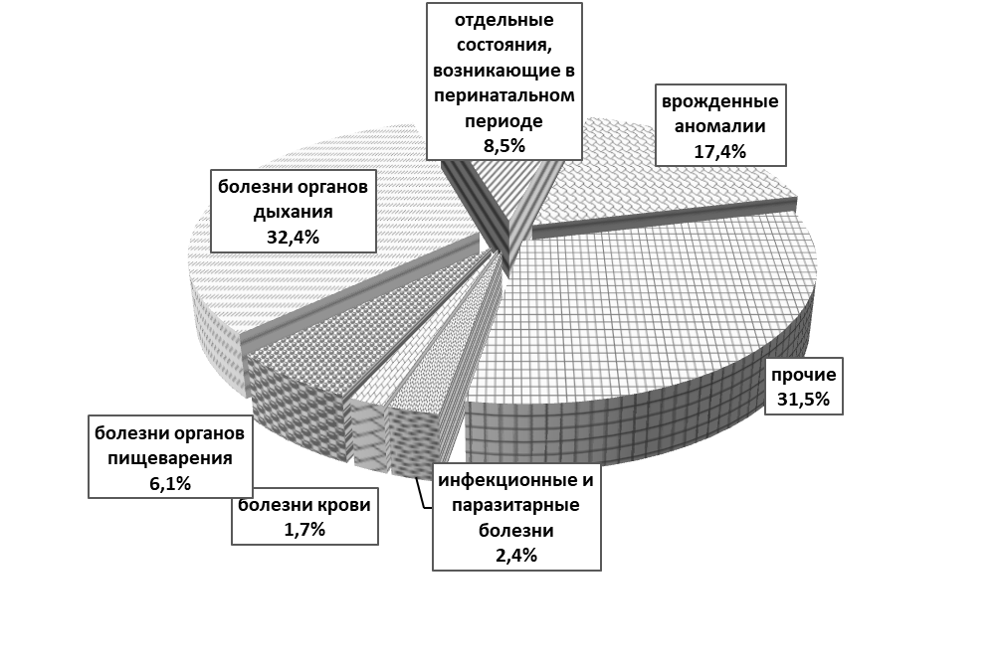 отдельные
состояния,
возникающие в
перинатальном
периоде
8,5%
врожденные
аномалии
17,4%
болезни органов
дыхания
32,4%
прочие
31,5%
болезни органов
пищеварения
6,1%
болезни крови
1,7%
инфекционные и
паразитарные
болезни
2,4%